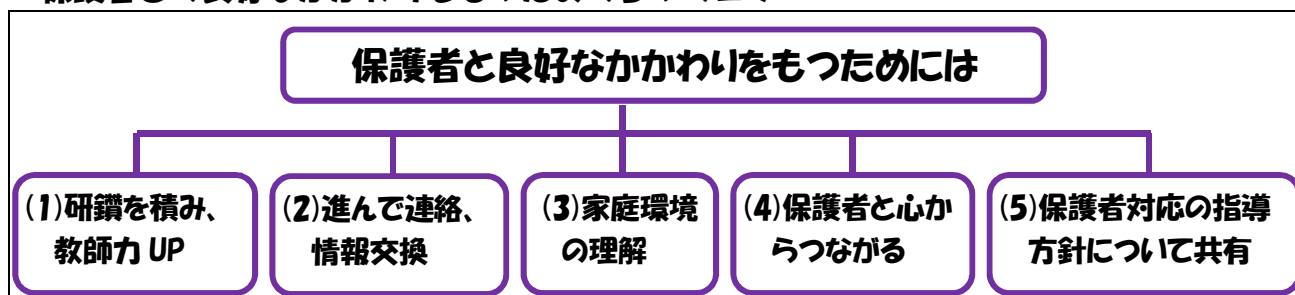 保護者と良好なかかわりをもつためには
(1)研鑽を積み、
教師力 UP
(2)進んで連絡、
情報交換
(3)家庭環境
の理解
(4)保護者と心か
らつながる
(5)保護者対応の指導
方針について共有